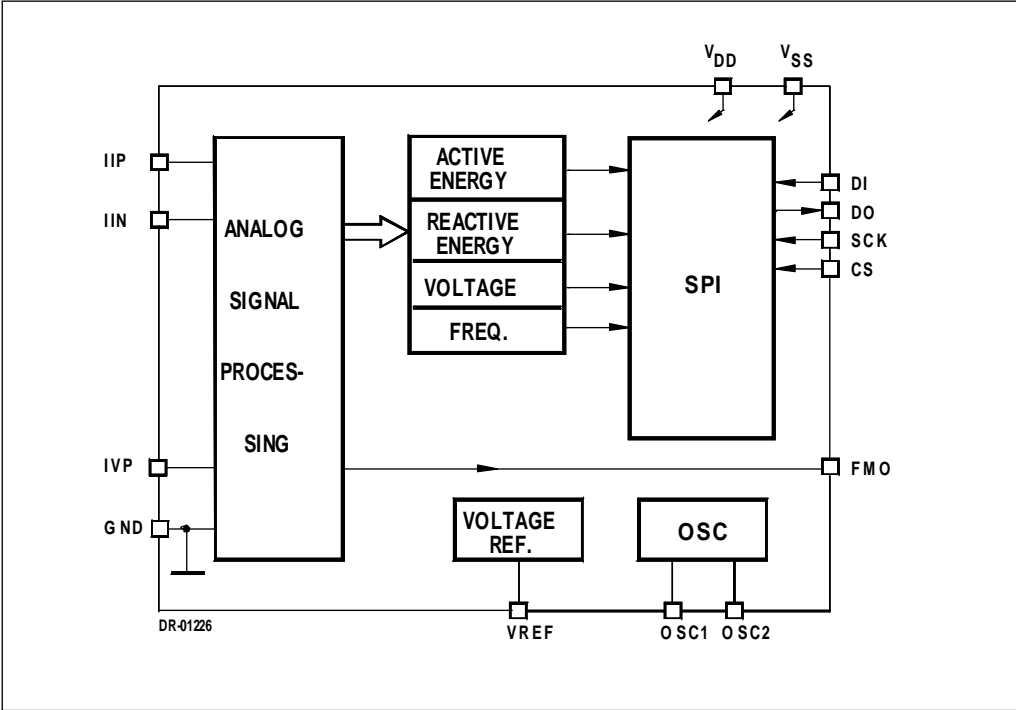 VDD
VSS
IIP
IIN
IVP
GND
ANALOG
SIGNAL
PROCES-
SING
ACTIVE
ENERGY
REACTIVE
ENERGY
VOLTAGE
FREQ.
SPI
DI
DO
SCK
CS
FMO
VOLTAGE
REF.
OSC
VREF
OSC1
OSC2
DR-01226